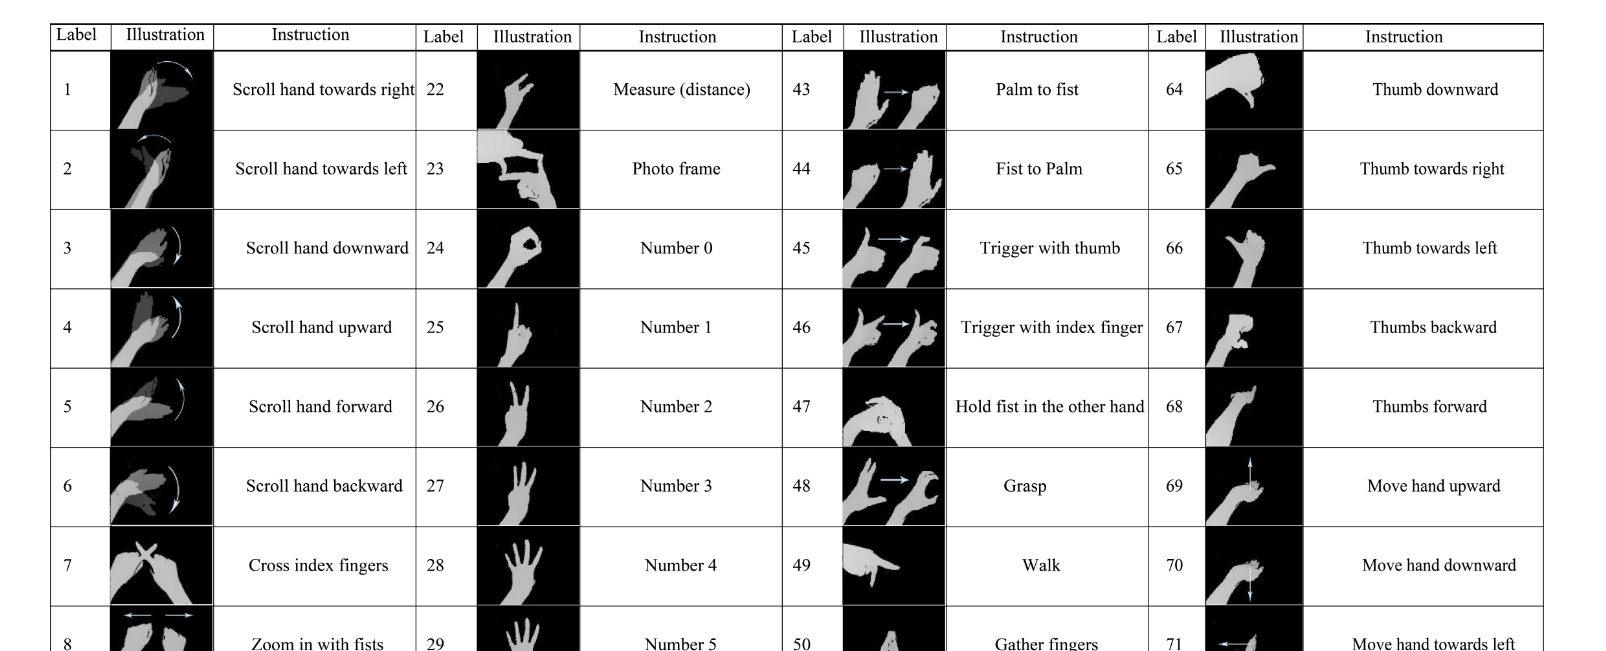 Label Illustration Instruction Label Illustration Instruction Label Illustration Instruction Label Illustration Instruction
1 Scroll hand towards right 22 Measure (distance) 43 Palm to fist 64 Thumb downward
2 Scroll hand towards left 23 Photo frame 44 Fist to Palm 65 Thumb towards right
3 Scroll hand downward 24 Number 0 45 Trigger with thumb 66 Thumb towards left
4 Scroll hand upward 25 Number 1 46 Trigger with index finger 67 Thumbs backward
5 Scroll hand forward 26 Number 2 47 Hold fist in the other hand 68 Thumbs forward
6 Scroll hand backward 27 Number 3 48 Grasp 69 Move hand upward
7 Cross index fingers 28 Number 4 49 Walk 70 Move hand downward
8 Zoom in with fists 29 Number 5 50 Gather fingers 71 Move hand towards left